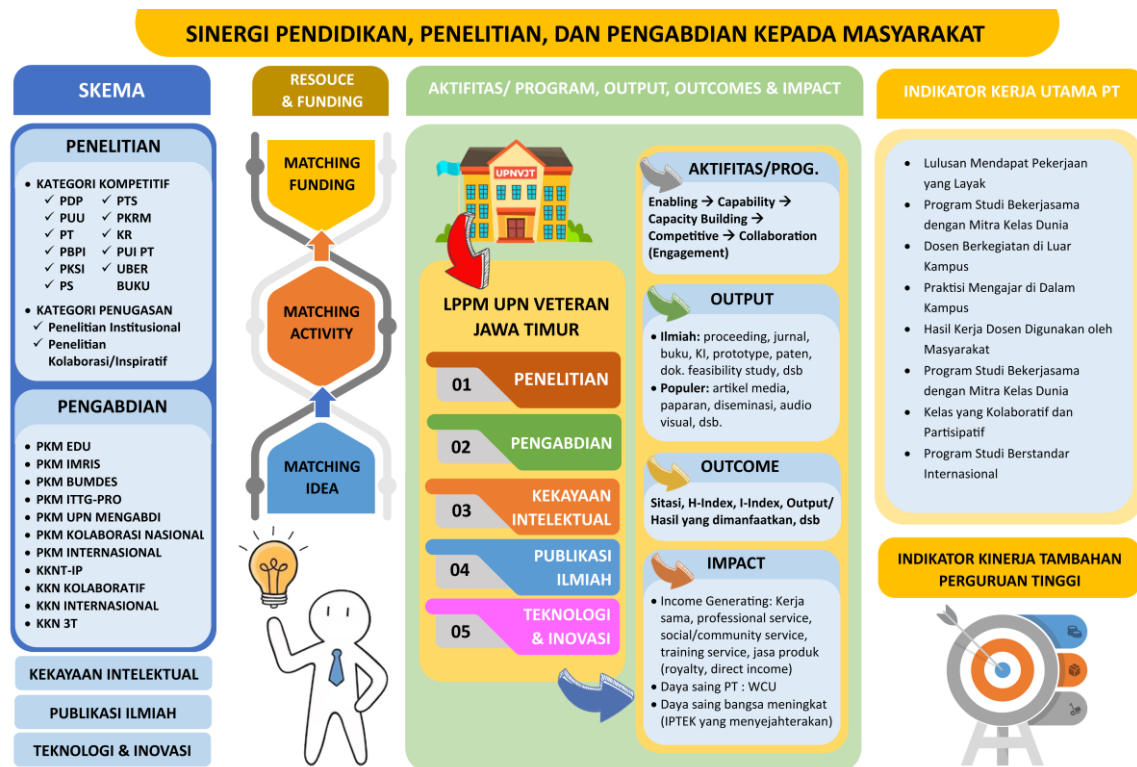 SINERGI PENDIDIKAN, PENELITIAN, DAN PENGABDIAN KEPADA MASYARAKAT
SKEMA
PENELITIAN
• KATEGORI KOMPETITIF
✓ PDP ✓ PTS
✓ PUU ✓ PKRM
✓ PT ✓ KR
✓ PBPI ✓ PUI PT
✓ PKSI ✓ UBER
✓ PS BUKU
• KATEGORI PENUGASAN
✓ Penelitian Institusional
✓ Penelitian
Kolaborasi/Inspiratif
PENGABDIAN
• PKM EDU
• PKM IMRIS
• PKM BUMDES
• PKM ITTG-PRO
• PKM UPN MENGABDI
• PKM KOLABORASI NASIONAL
• PKM INTERNASIONAL
• KKNT-IP
• KKN KOLABORATIF
• KKN INTERNASIONAL
• KKN 3T
KEKAYAAN INTELEKTUAL
PUBLIKASI ILMIAH
TEKNOLOGI & INOVASI
RESOUCE
& FUNDING
MATCHING
FUNDING
MATCHING
ACTIVITY
MATCHING
IDEA
AKTIFITAS/ PROGRAM, OUTPUT, OUTCOMES & IMPACT
UPNVJT
LPPM UPN VETERAN
JAWA TIMUR
01 PENELITIAN
02 PENGABDIAN
03 KEKAYAAN
INTELEKTUAL
04 PUBLIKASI
ILMIAH
05 TEKNOLOGI
& INOVASI
AKTIFITAS/PROG.
Enabling → Capability →
Capacity Building →
Competitive → Collaboration
(Engagement)
OUTPUT
• Ilmiah: proceeding, jurnal,
buku, KI, prototype, paten,
dok. feasibility study, dsb
• Populer: artikel media,
paparan, diseminasi, audio
visual, dsb.
OUTCOME
Sitasi, H-Index, I-Index, Output/
Hasil yang dimanfaatkan, dsb
IMPACT
• Income Generating: Kerja
sama, professional service,
social/community service,
training service, jasa produk
(royalty, direct income)
• Daya saing PT : WCU
• Daya saing bangsa meningkat
(IPTEK yang menyejahterakan)
INDIKATOR KERJA UTAMA PT
• Lulusan Mendapat Pekerjaan
yang Layak
• Program Studi Bekerjasama
dengan Mitra Kelas Dunia
• Dosen Berkegiatan di Luar
Kampus
• Praktisi Mengajar di Dalam
Kampus
• Hasil Kerja Dosen Digunakan oleh
Masyarakat
• Program Studi Bekerjasama
dengan Mitra Kelas Dunia
• Kelas yang Kolaboratif dan
Partisipatif
• Program Studi Berstandar
Internasional
INDIKATOR KINERJA TAMBAHAN
PERGURUAN TINGGI